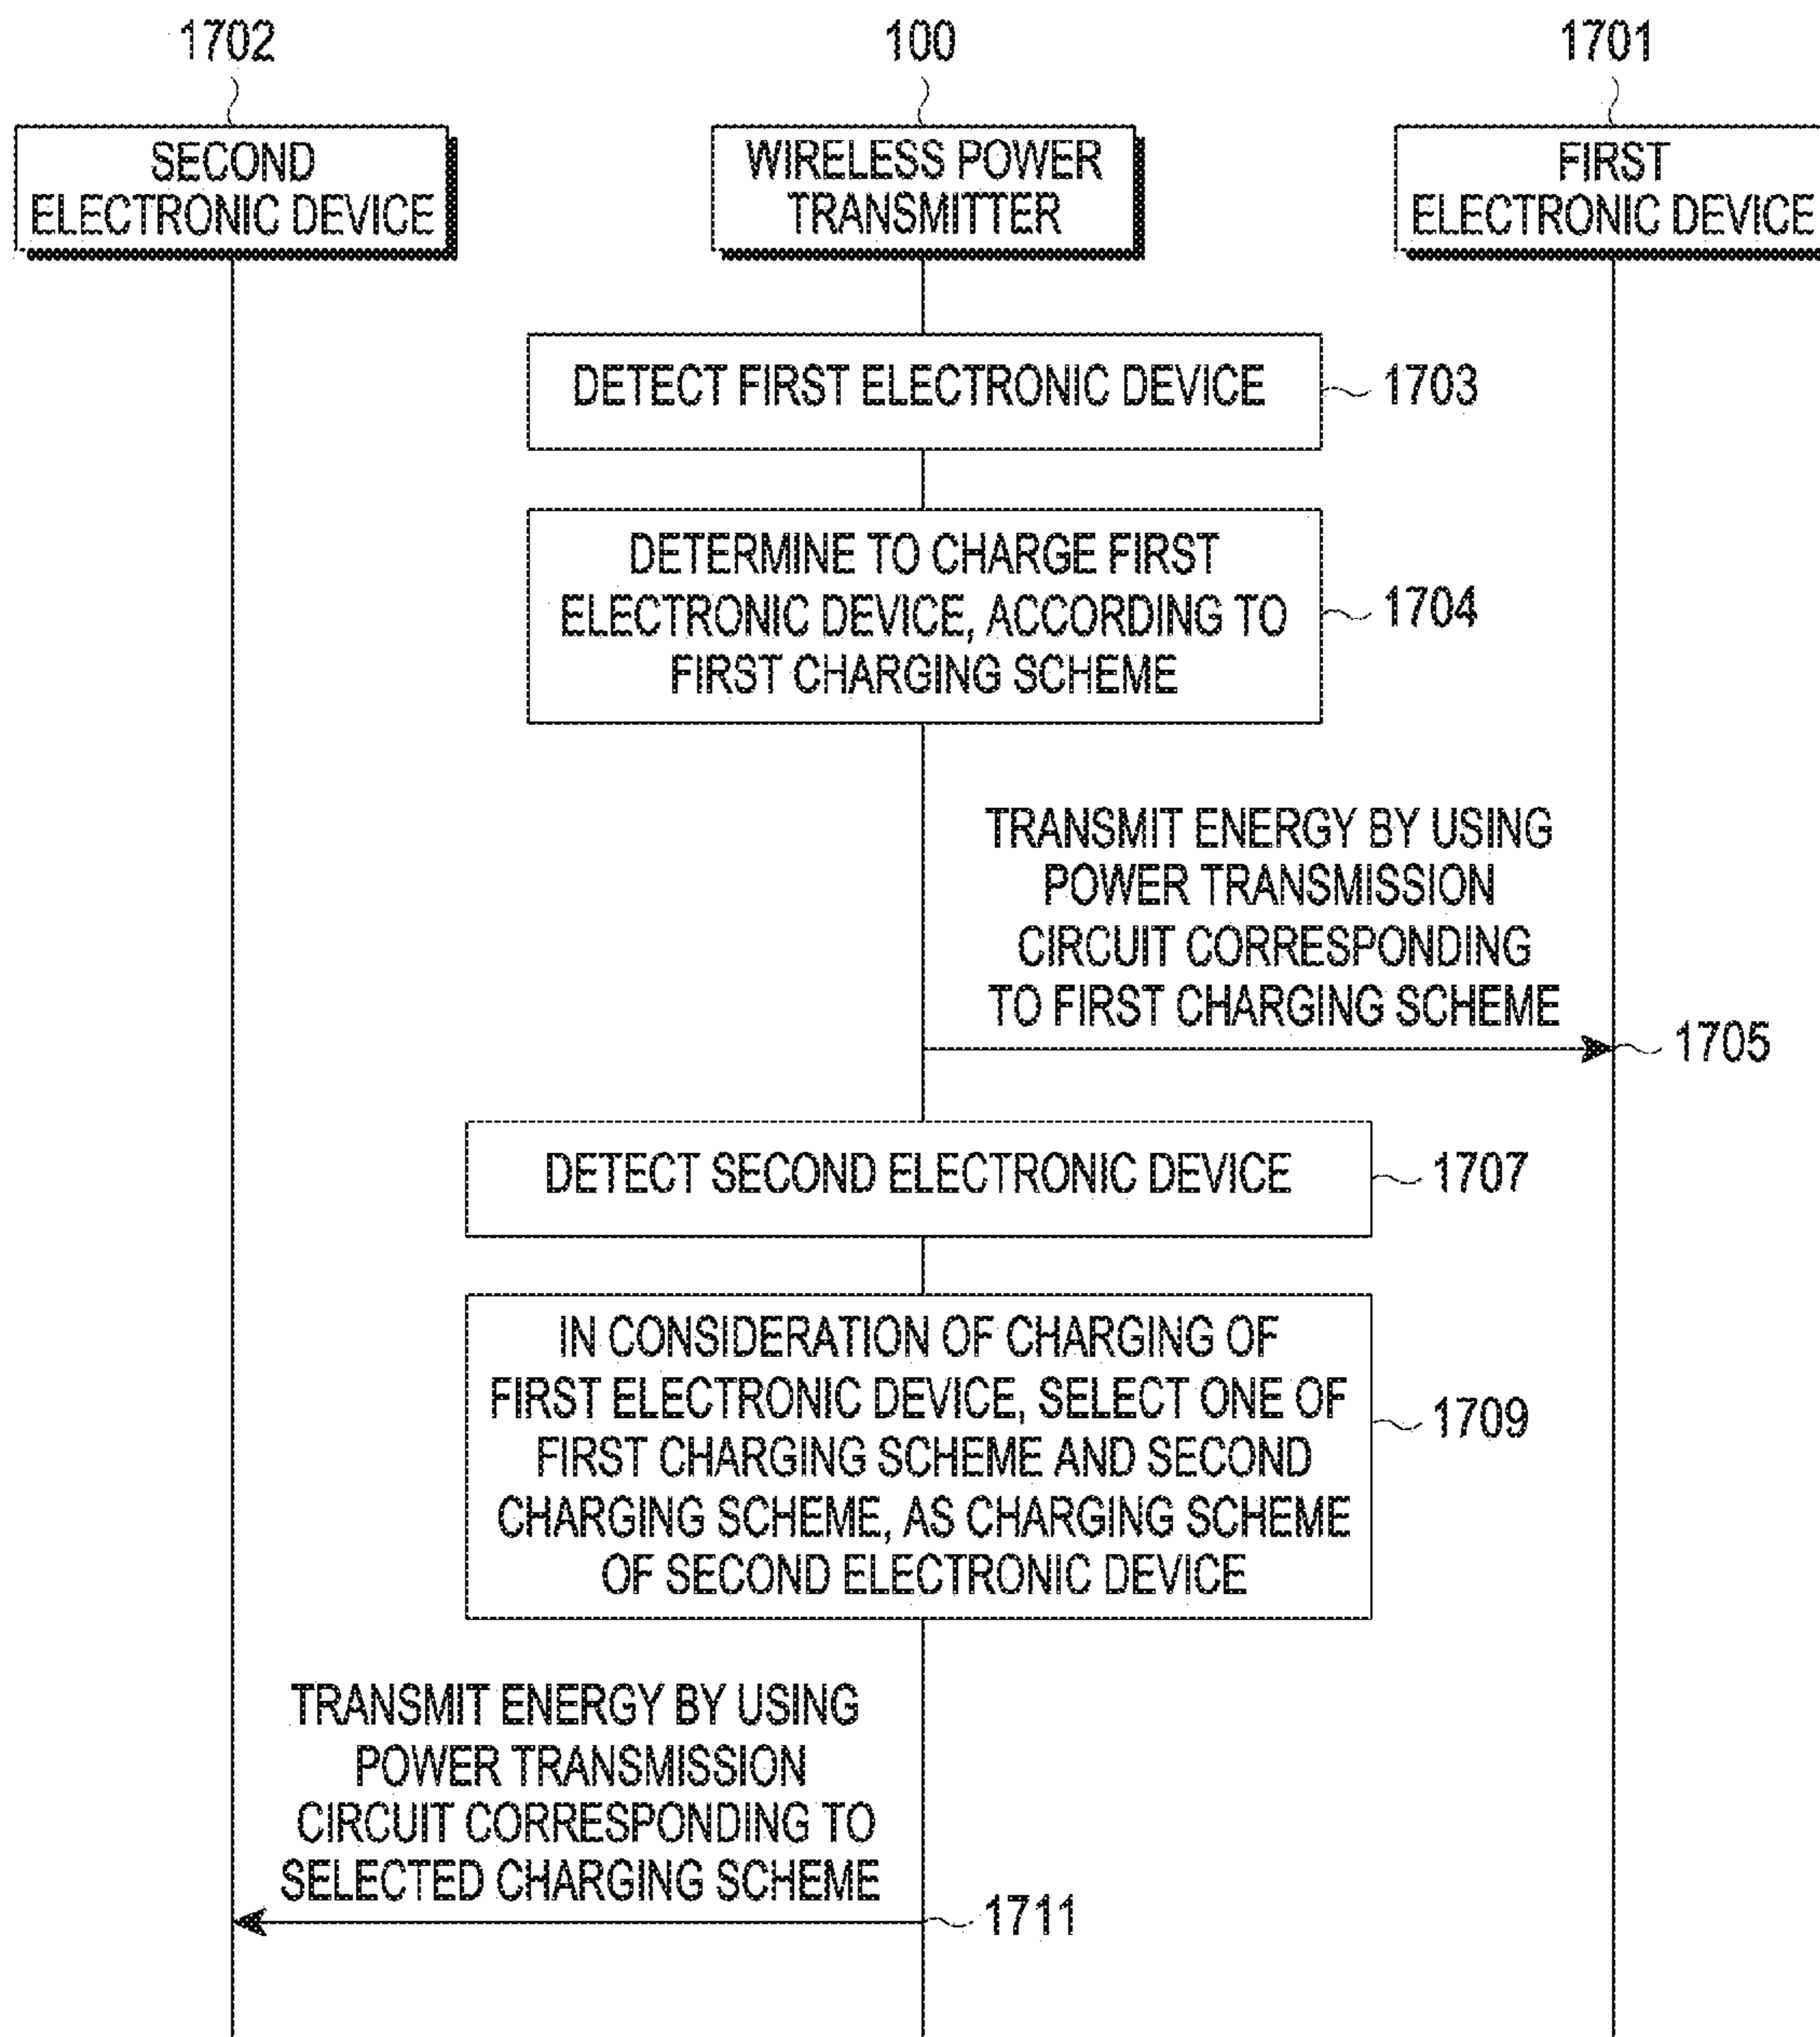 1702
100
1701
SECOND
ELECTRONIC DEVICE
WIRELESS POWER
TRANSMITTER
FIRST
ELECTRONIC DEVICE
DETECT FIRST ELECTRONIC DEVICE
1703
DETERMINE TO CHARGE FIRST
ELECTRONIC DEVICE, ACCORDING TO
FIRST CHARGING SCHEME
1704
TRANSMIT ENERGY BY USING
POWER TRANSMISSION
CIRCUIT CORRESPONDING
TO FIRST CHARGING SCHEME
1705
DETECT SECOND ELECTRONIC DEVICE
1707
IN CONSIDERATION OF CHARGING OF
FIRST ELECTRONIC DEVICE, SELECT ONE OF
FIRST CHARGING SCHEME AND SECOND
CHARGING SCHEME, AS CHARGING SCHEME
OF SECOND ELECTRONIC DEVICE
1709
TRANSMIT ENERGY BY USING
POWER TRANSMISSION
CIRCUIT CORRESPONDING TO
SELECTED CHARGING SCHEME
1711